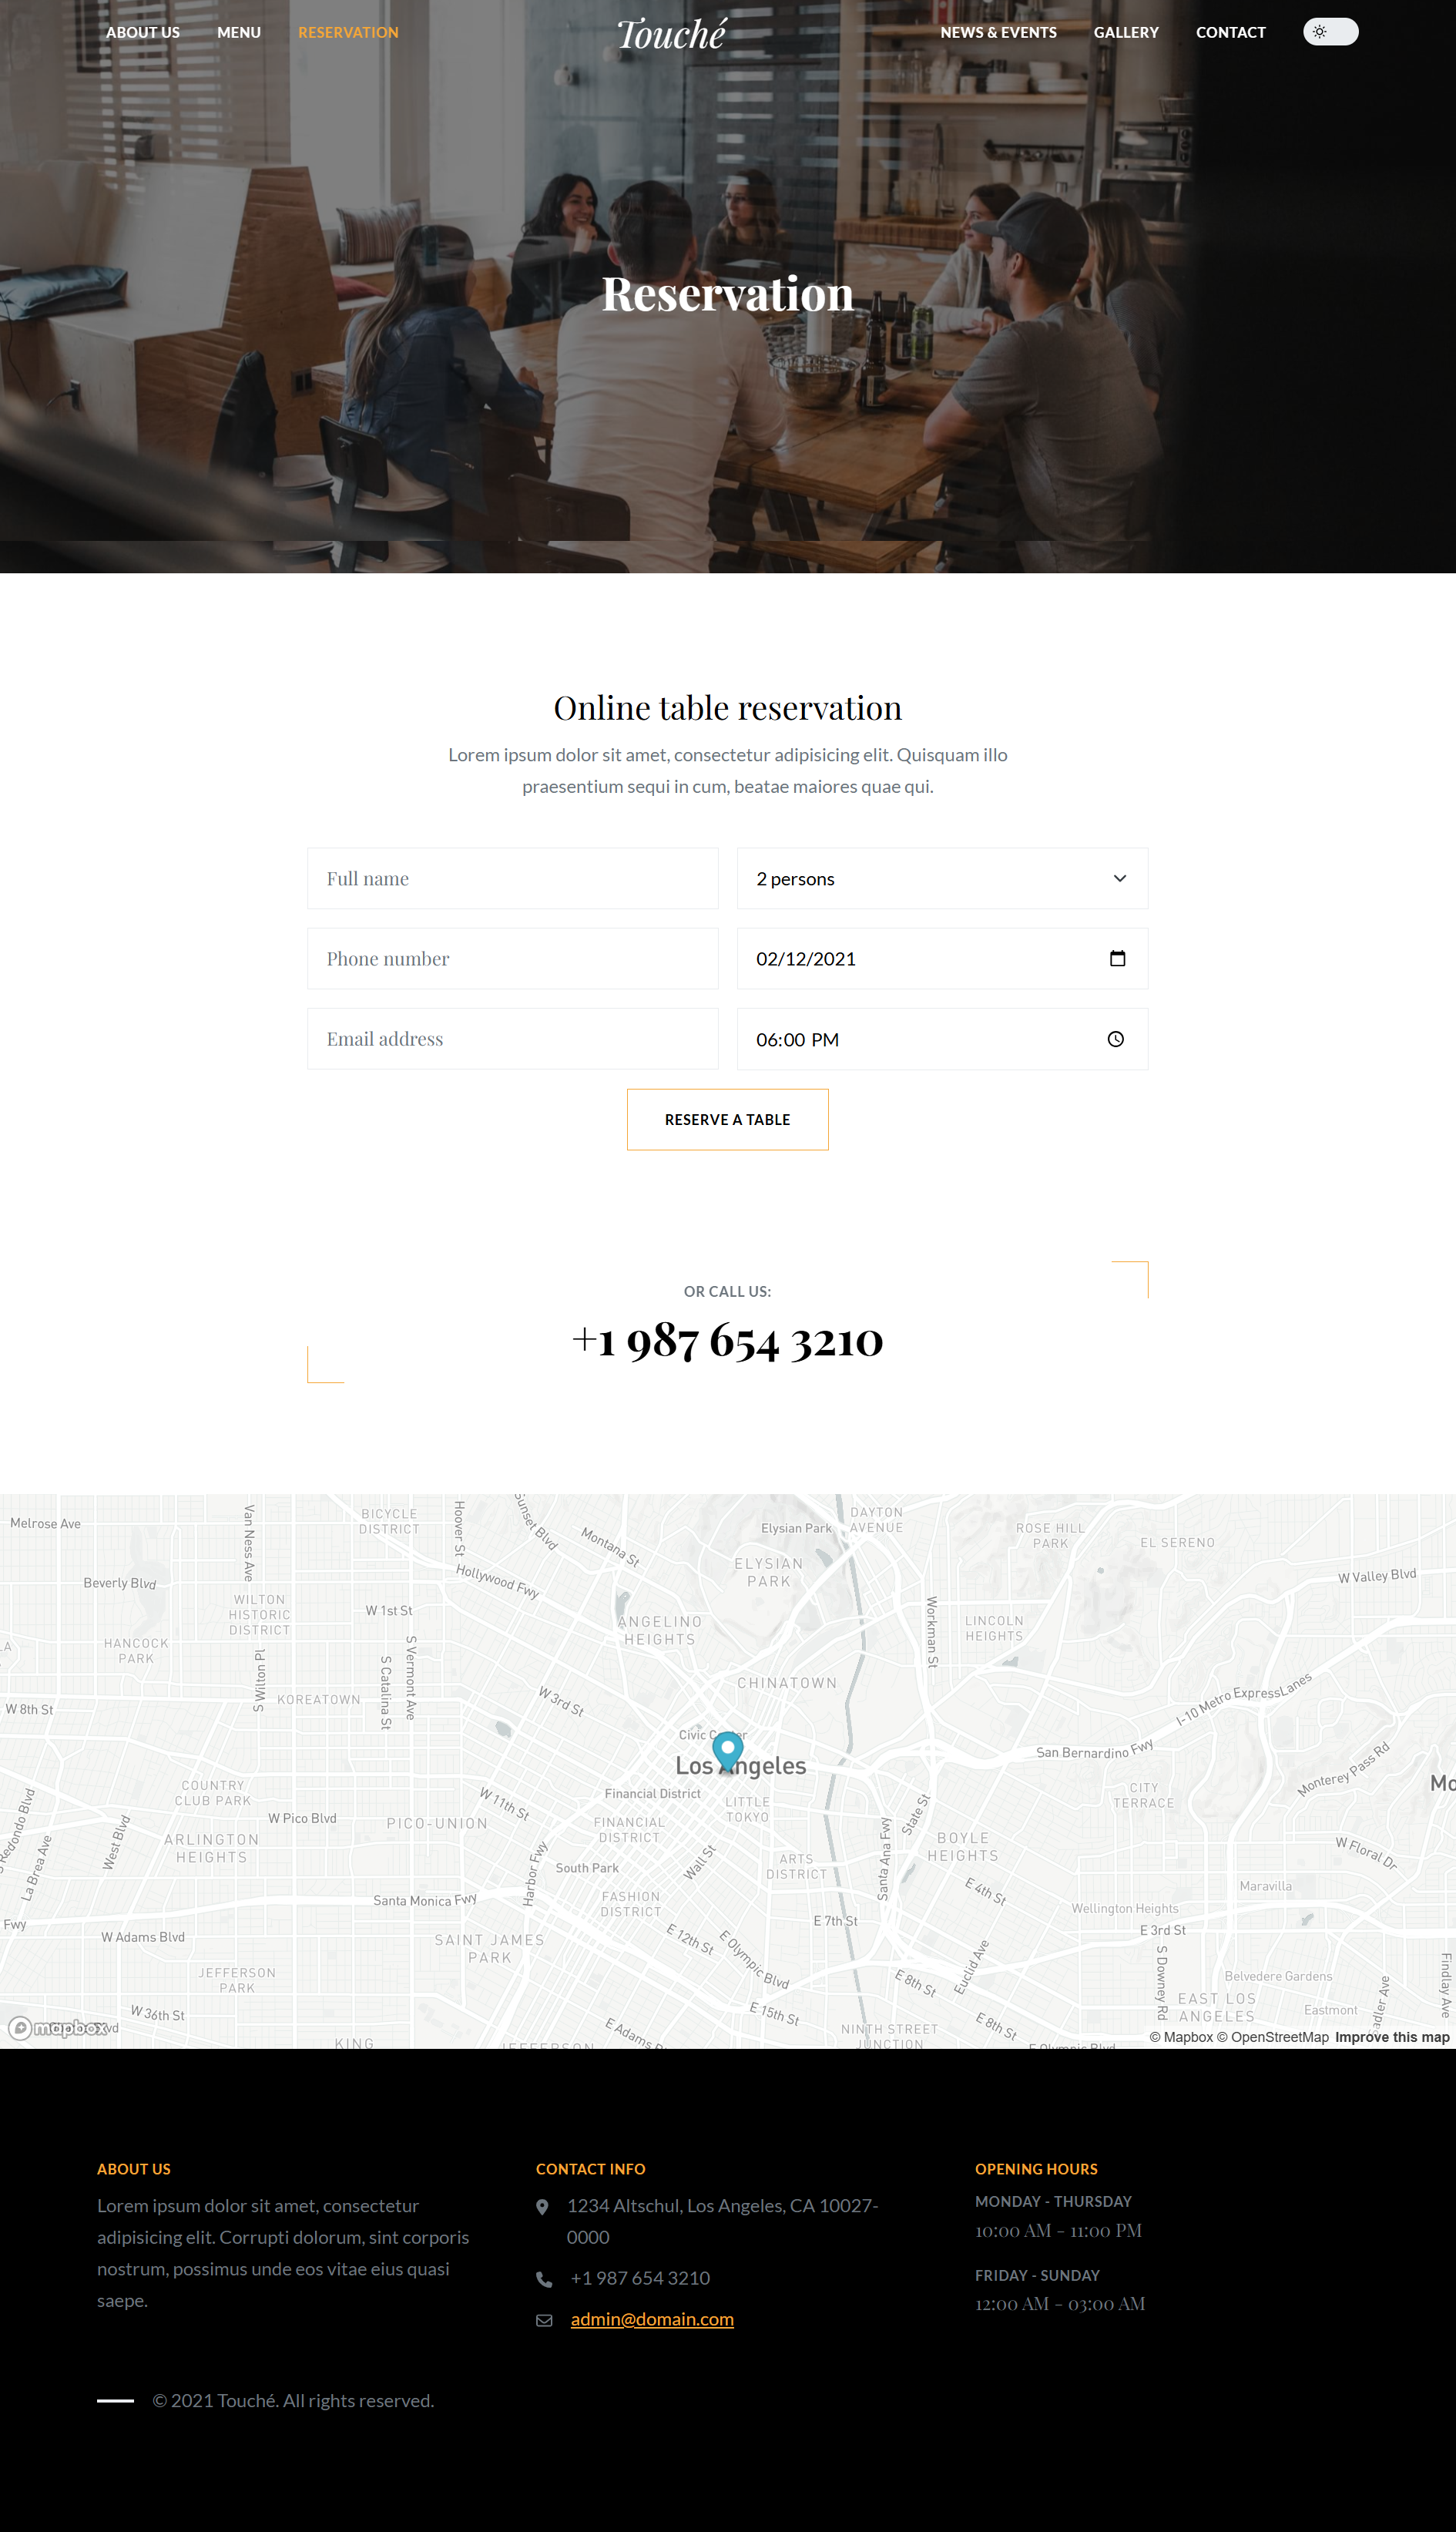 ABOUT US
MENU
RESERVATION
Touché
NEWS & EVENTS
GALLERY
CONTACT
Reservation
Online table reservation
Lorem ipsum dolor sit amet, consectetur adipisicing elit. Quisquam illo
praesentium sequi in cum, beatae maiores quae qui.
Full name
2 persons
Phone number
02/12/2021
Email address
06:00 PM
RESERVE A TABLE
OR CALL US:
+1 987 654 3210
Melrose Ave
Van Ness Ave
BICYCLE
DISTRICT
Hoover St
Sunset Blvd
Montana St
Elysian Park
DAYTON
AVENUE
ROSE HILL
PARK
EL SERENO
Beverly Blvd
Hollywood Fwy
ELYSIAN
PARK
W Valley Blvd
WILTON
HISTORIC
DISTRICT
W 1st St
ANGELINO
HEIGHTS
Workman St
LINCOLN
HEIGHTS
HANCOCK
PARK
S Wilton Pl
S Catalina St
S Vermont Ave
KOREATOWN
W 3rd St
CHINATOWN
I-10 Metro ExpressLanes
W 8th St
Civic Center
Los Angeles
San Bernardino Fwy
Monterey Pass Rd
Mo
COUNTRY
CLUB PARK
W Pico Blvd
PICO-UNION
W 11th St
Financial District
FINANCIAL
DISTRICT
LITTLE
TOKYO
State St
CITY
TERRACE
Redondo Blvd
La Brea Ave
West Blvd
ARLINGTON
HEIGHTS
Harbor Fwy
South Park
Wall St
ARTS
DISTRICT
Santa Ana Fwy
BOYLE
HEIGHTS
W Floral Dr
Santa Monica Fwy
FASHION
DISTRICT
E 4th St
Maravilla
Fwy
W Adams Blvd
SAINT JAMES
PARK
E 12th St
E Olympic Blvd
E 7th St
Wellington Heights
E 3rd St
JEFFERSON
PARK
E 8th St
Euclid Ave
S Downey Rd
Belvedere Gardens
Findlay Ave
W 36th St
E 15th St
EAST LOS
ANGELES
Eastmont
mapbox
KING
JEFFERSON
E Adams
NINTH STREET
JUNCTION
E 8th St
E Olympic Blvd
© Mapbox © OpenStreetMap Improve this map
ABOUT US
Lorem ipsum dolor sit amet, consectetur
adipisicing elit. Corrupti dolorum, sint corporis
nostrum, possimus unde eos vitae eius quasi
saepe.
CONTACT INFO
1234 Altschul, Los Angeles, CA 10027-
0000
+1 987 654 3210
admin@domain.com
OPENING HOURS
MONDAY - THURSDAY
10:00 AM - 11:00 PM
FRIDAY - SUNDAY
12:00 AM - 03:00 AM
© 2021 Touché. All rights reserved.